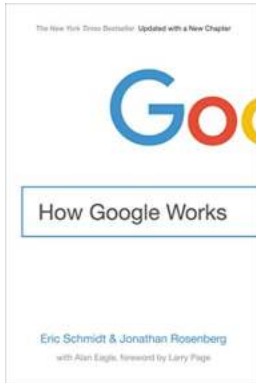 The New York Times Bestseller Updated with a New Chapter
Goo
How Google Works
Eric Schmidt & Jonathan Rosenberg
with Alan Eagle, foreword by Larry Page